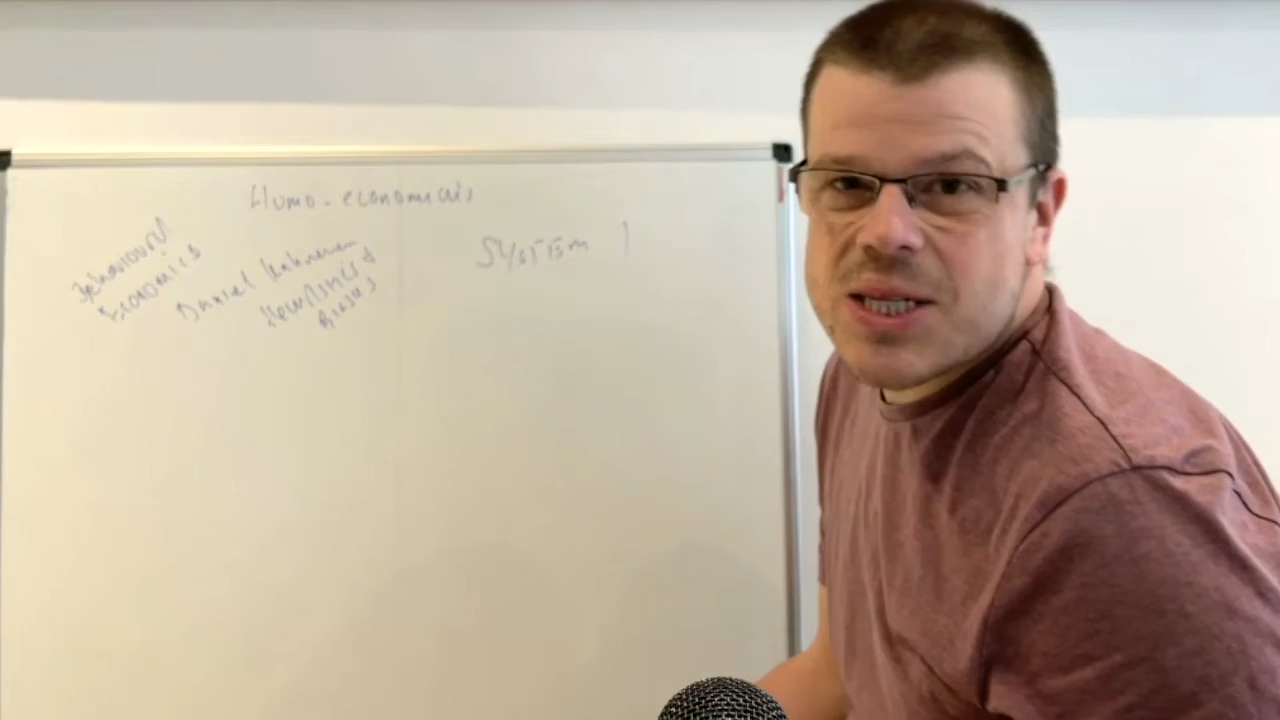 Homo-economicus
Behavioural
Economics
Daniel Kahneman
Heuristics
Biases
SYSTEM 1